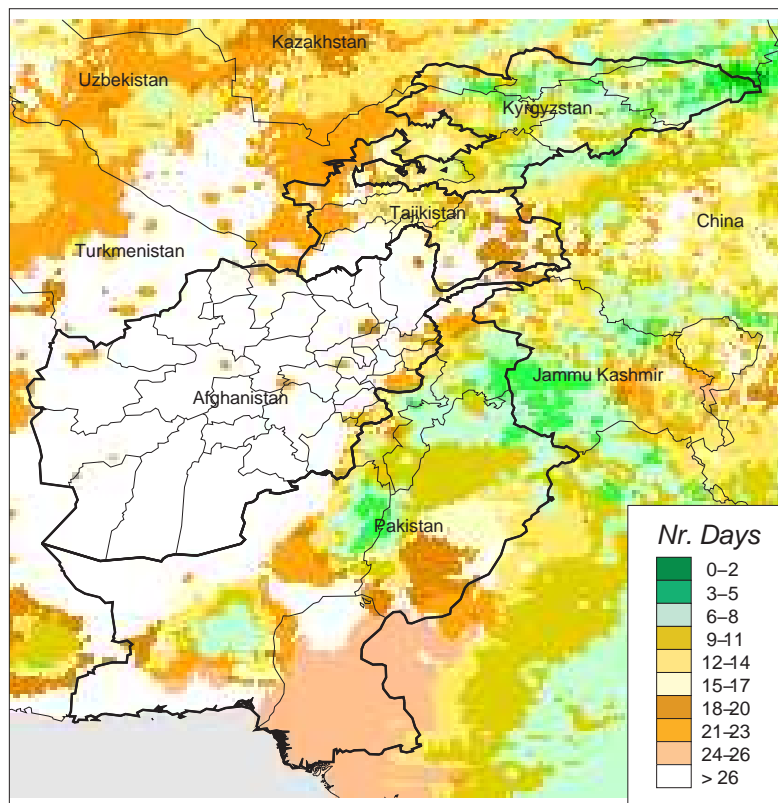 Kazakhstan
Uzbekistan
Kyrgyzstan
Tajikistan
China
Turkmenistan
Jammu Kashmir
Afghanistan
Pakistan
Nr. Days
0–2
3–5
6–8
9–11
12–14
15–17
18–20
21–23
24–26
> 26